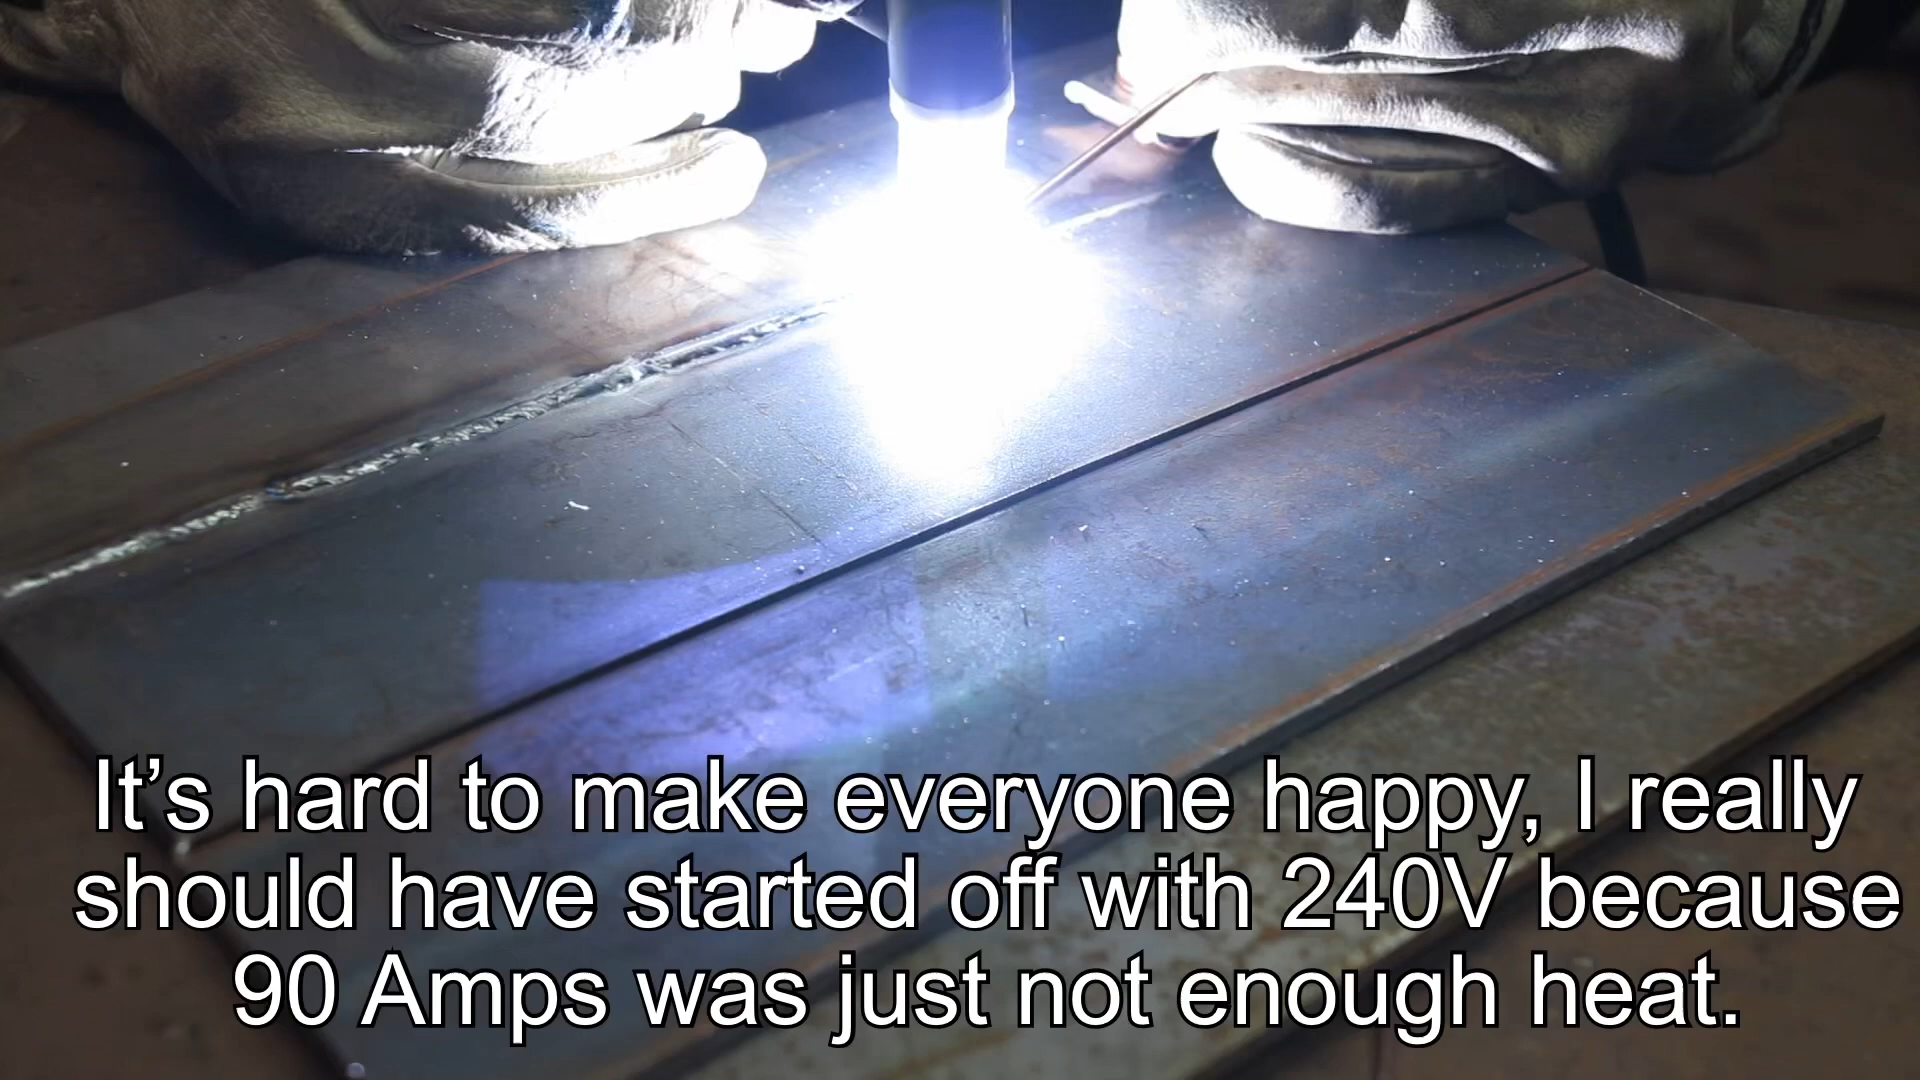 It’s hard to make everyone happy, I really
should have started off with 240V because
90 Amps was just not enough heat.